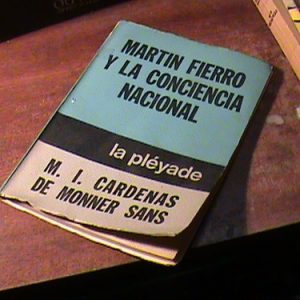 MARTIN FIERRO
Y LA CONCIENCIA
NACIONAL
la pléyade
M. I. CARDENAS
DE MONNER SANS